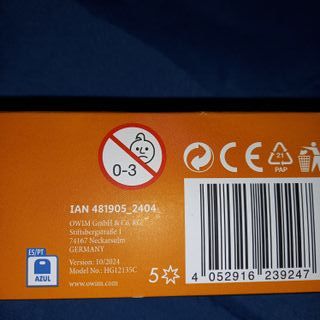 0-3
21
PAP
IAN 481905_2404
OWIM GmbH & Co. KG
Stiftsbergstraße 1
74167 Neckarsulm
GERMANY
ES/PT
AZUL
Version: 10/2024
Model No.: HG12135C
www.owim.com
5
4 052916 239247